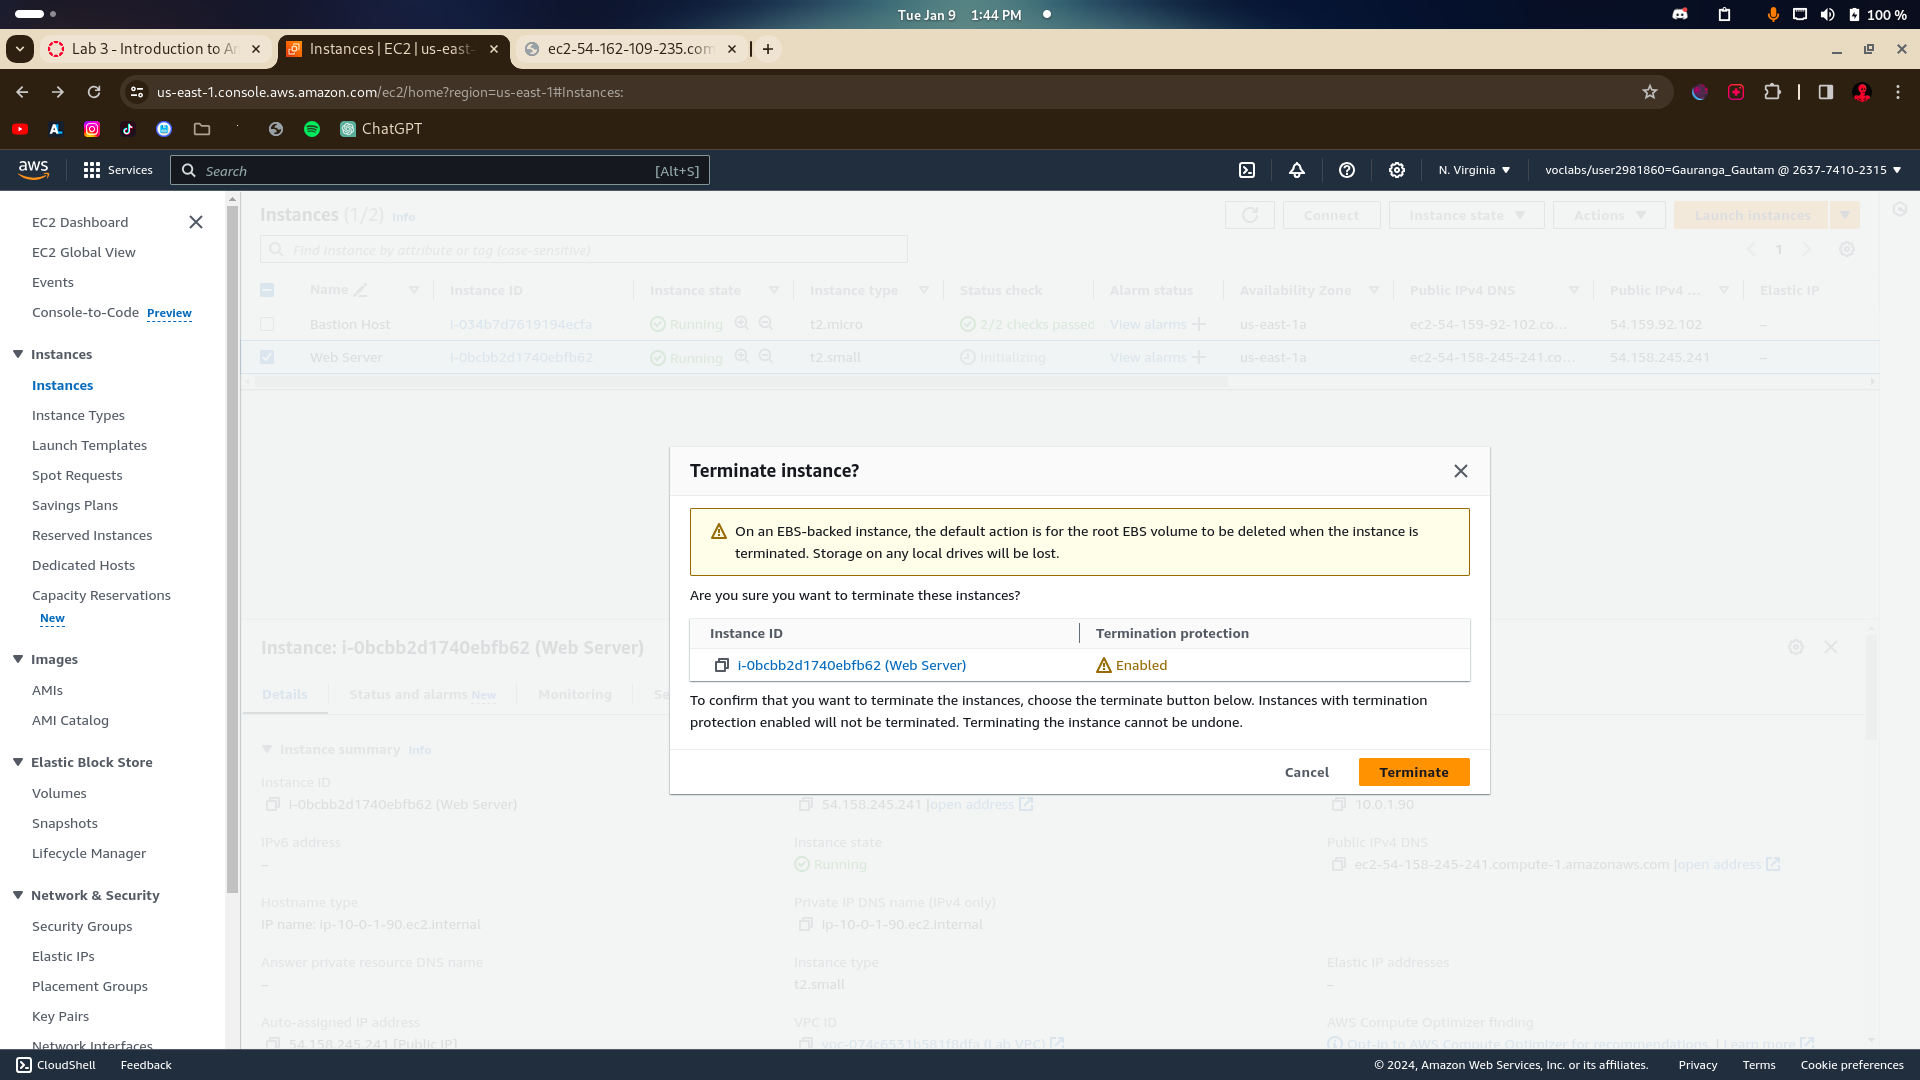 Tue Jan 9 1:44 PM
100 %
Lab 3 - Introduction to Am
Instances | EC2 | us-east-
ec2-54-162-109-235.com
us-east-1.console.aws.amazon.com/ec2/home?region=us-east-1#Instances:
ChatGPT
aws
Services
Search
[Alt+S]
N. Virginia
voclabs/user2981860=Gauranga_Gautam @ 2637-7410-2315
EC2 Dashboard
EC2 Global View
Events
Console-to-Code Preview
Instances
Instances
Instance Types
Launch Templates
Spot Requests
Savings Plans
Reserved Instances
Dedicated Hosts
Capacity Reservations
New
Images
AMIs
AMI Catalog
Elastic Block Store
Volumes
Snapshots
Lifecycle Manager
Network & Security
Security Groups
Elastic IPs
Placement Groups
Key Pairs
Network Interfaces
Instances (1/2) Info
Connect
Instance state
Actions
Launch instances
Find Instance by attribute or tag (case-sensitive)
1
Name Instance ID Instance state Instance type Status check Alarm status Availability Zone Public IPv4 DNS Public IPv4 ... Elastic IP
Bastion Host i-034b7d7619194ecfa Running t2.micro 2/2 checks passed View alarms us-east-1a ec2-54-159-92-102.co... 54.159.92.102 –
Web Server i-0bcbb2d1740ebfb62 Running t2.small Initializing View alarms us-east-1a ec2-54-158-245-241.co... 54.158.245.241 –
Terminate instance?
On an EBS-backed instance, the default action is for the root EBS volume to be deleted when the instance is
terminated. Storage on any local drives will be lost.
Are you sure you want to terminate these instances?
Instance ID Termination protection
i-0bcbb2d1740ebfb62 (Web Server) Enabled
To confirm that you want to terminate the instances, choose the terminate button below. Instances with termination
protection enabled will not be terminated. Terminating the instance cannot be undone.
Cancel
Terminate
Instance: i-0bcbb2d1740ebfb62 (Web Server)
Details
Status and alarms New
Monitoring
Se
Instance summary Info
Instance ID
i-0bcbb2d1740ebfb62 (Web Server)
54.158.245.241 |open address
10.0.1.90
IPv6 address
–
Instance state
Running
Public IPv4 DNS
ec2-54-158-245-241.compute-1.amazonaws.com |open address
Hostname type
IP name: ip-10-0-1-90.ec2.internal
Private IP DNS name (IPv4 only)
ip-10-0-1-90.ec2.internal
Answer private resource DNS name
–
Instance type
t2.small
Elastic IP addresses
–
Auto-assigned IP address
54.158.245.241 [Public IP]
VPC ID
vpc-074c6531b581f8dfa (Lab VPC)
AWS Compute Optimizer finding
Opt-in to AWS Compute Optimizer for recommendations. | Learn more
CloudShell
Feedback
© 2024, Amazon Web Services, Inc. or its affiliates.
Privacy
Terms
Cookie preferences